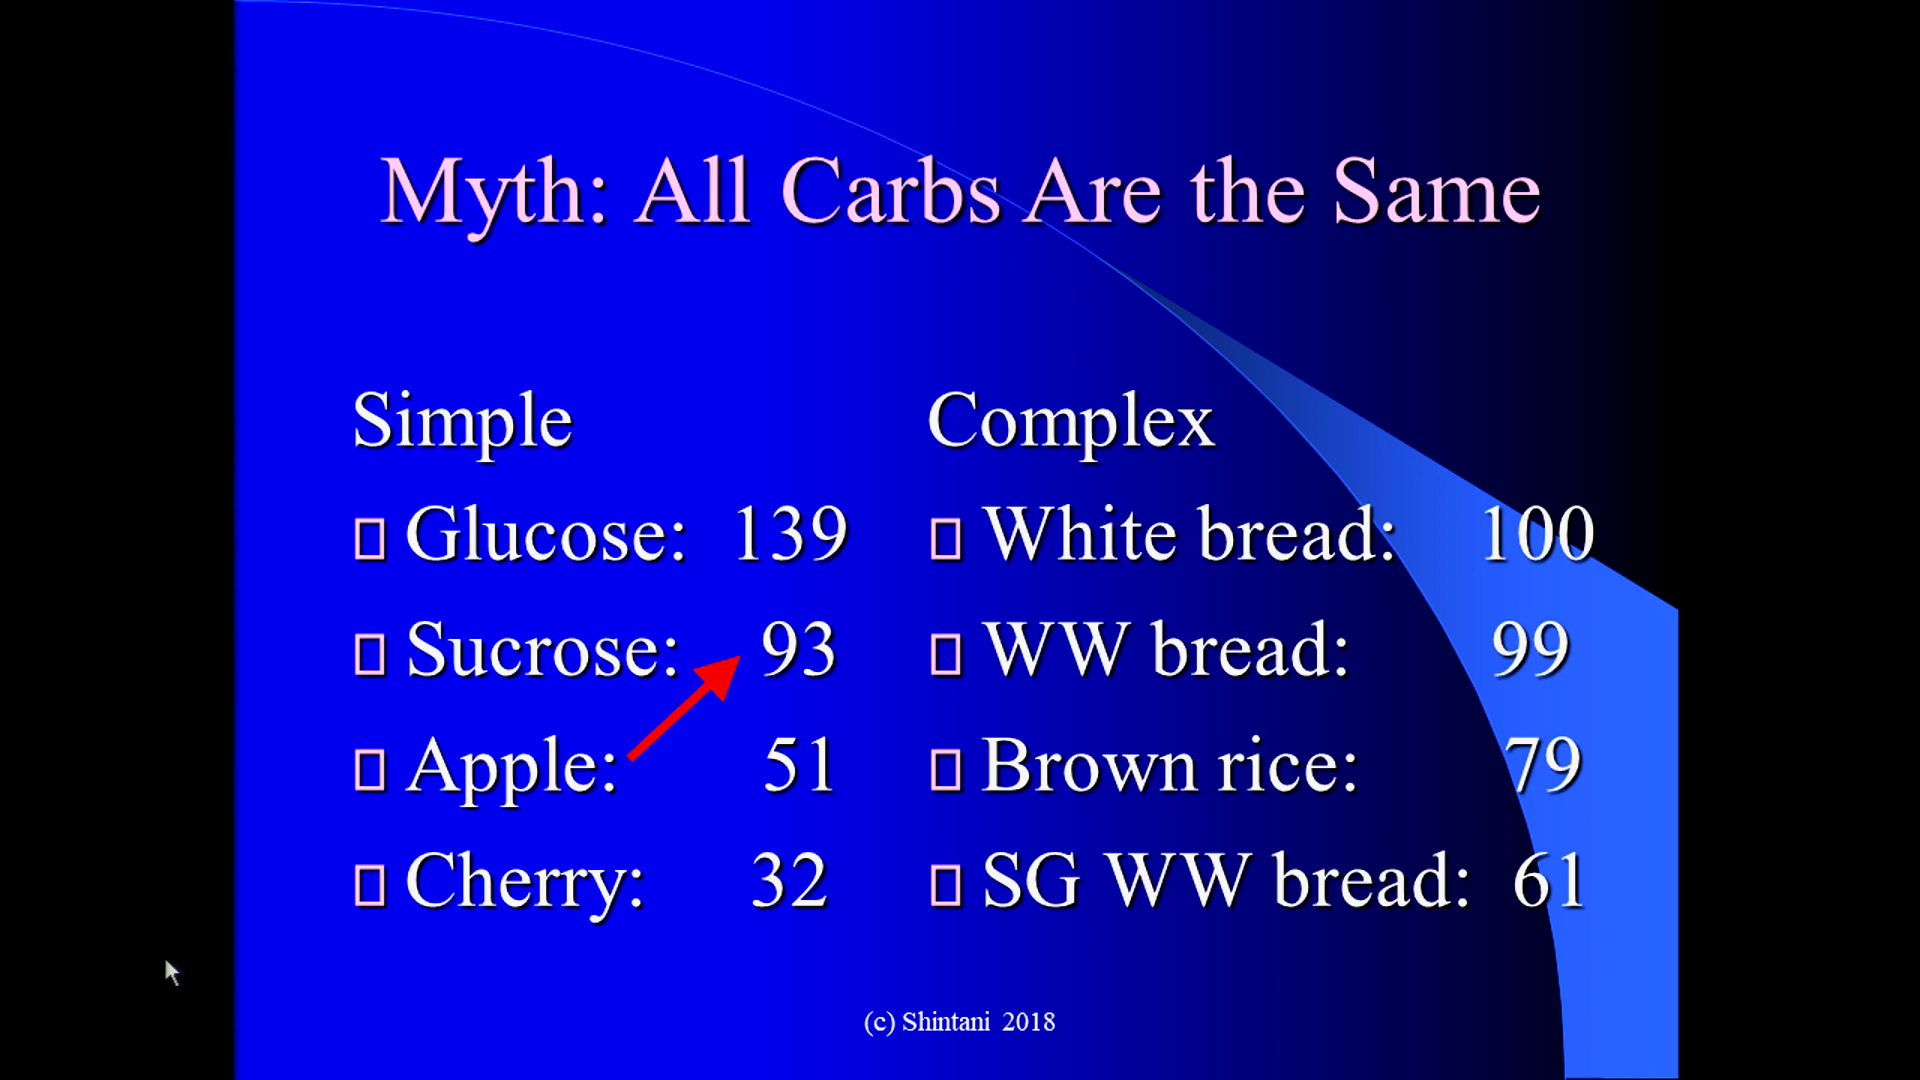 Myth: All Carbs Are the Same
Simple
Glucose: 139
Sucrose: 93
Apple: 51
Cherry: 32
Complex
White bread: 100
WW bread: 99
Brown rice: 79
SG WW bread: 61
(c) Shintani 2018